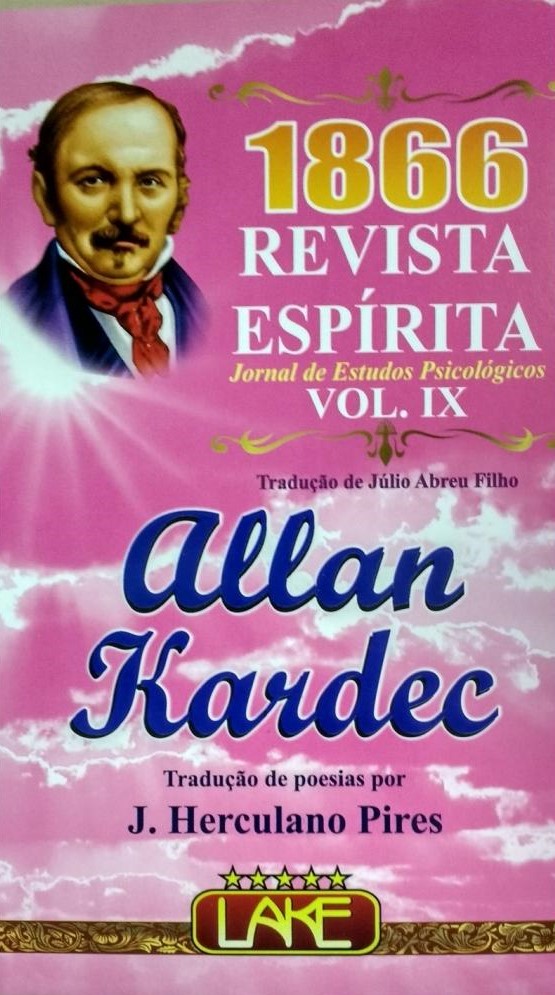 1866
REVISTA
ESPÍRITA
Jornal de Estudos Psicológicos
VOL. IX
Tradução de Júlio Abreu Filho
Allan
Kardec
Tradução de poesias por
J. Herculano Pires
LAKE